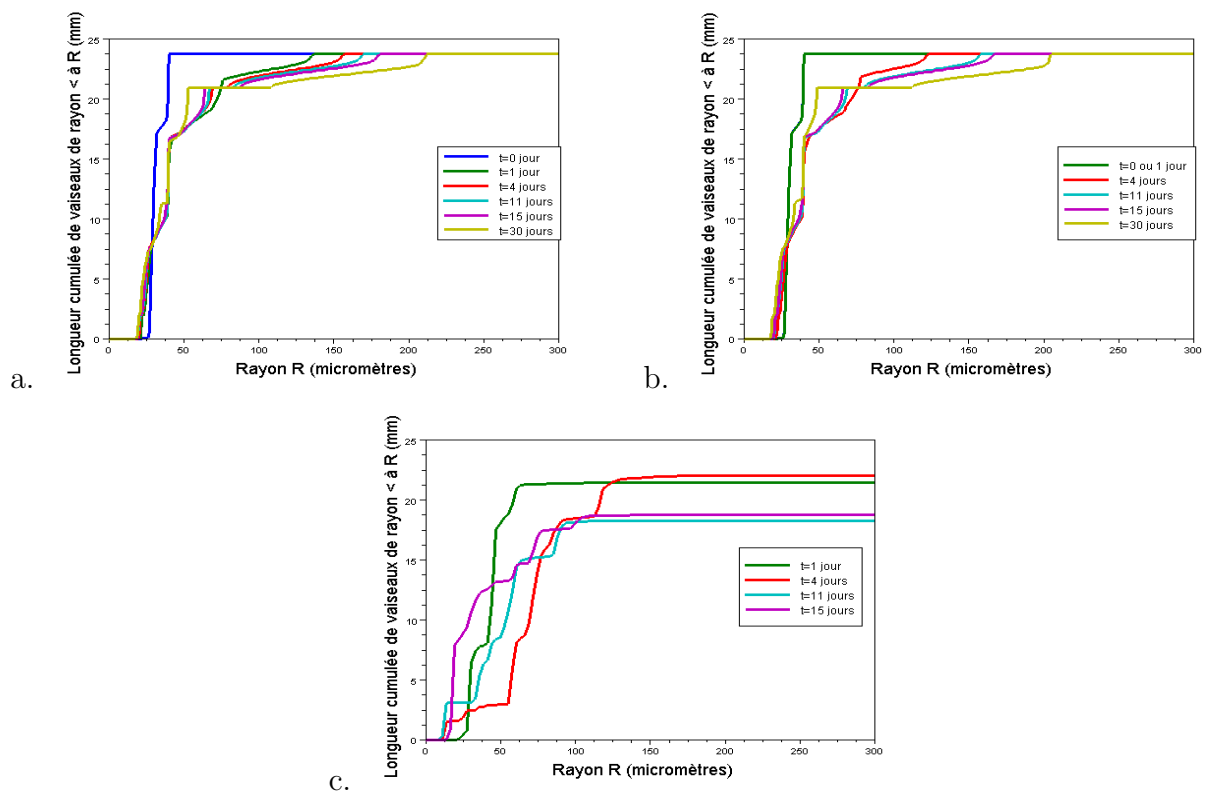 Longueur cumulée de vaiseaux de rayon < à R (mm)
25
20
15
10
5
0
0 50 100 150 200 250 300
Rayon R (micromètres)
t=0 jour
t=1 jour
t=4 jours
t=11 jours
t=15 jours
t=30 jours
a.
Longueur cumulée de vaiseaux de rayon < à R (mm)
25
20
15
10
5
0
0 50 100 150 200 250 300
Rayon R (micromètres)
t=0 ou 1 jour
t=4 jours
t=11 jours
t=15 jours
t=30 jours
b.
Longueur cumulée de vaiseaux de rayon < à R (mm)
25
20
15
10
5
0
0 50 100 150 200 250 300
Rayon R (micromètres)
t=1 jour
t=4 jours
t=11 jours
t=15 jours
c.